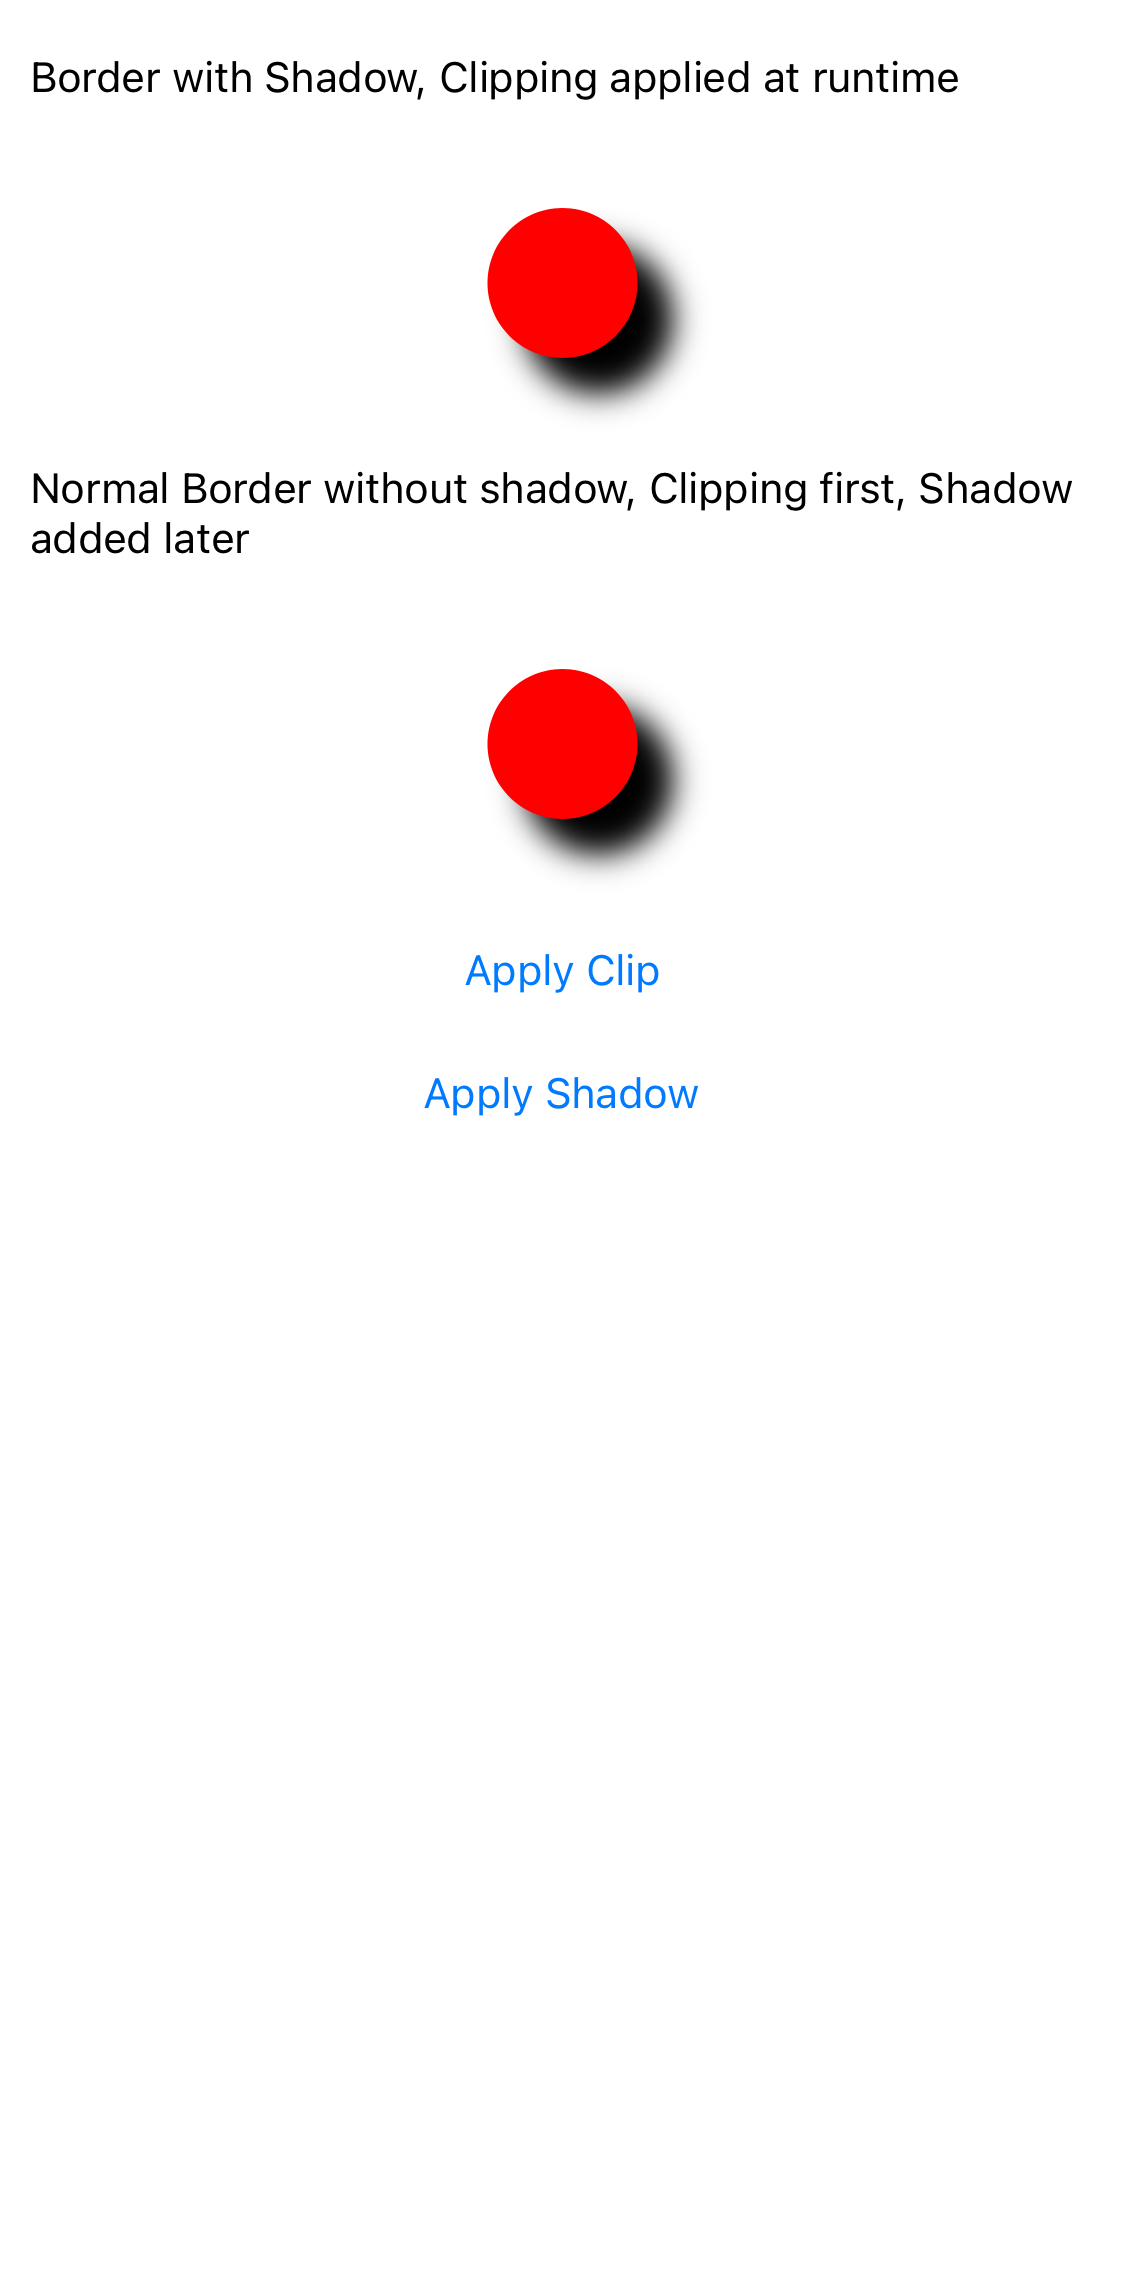 Border with Shadow, Clipping applied at runtime
Normal Border without shadow, Clipping first, Shadow
added later
Apply Clip
Apply Shadow